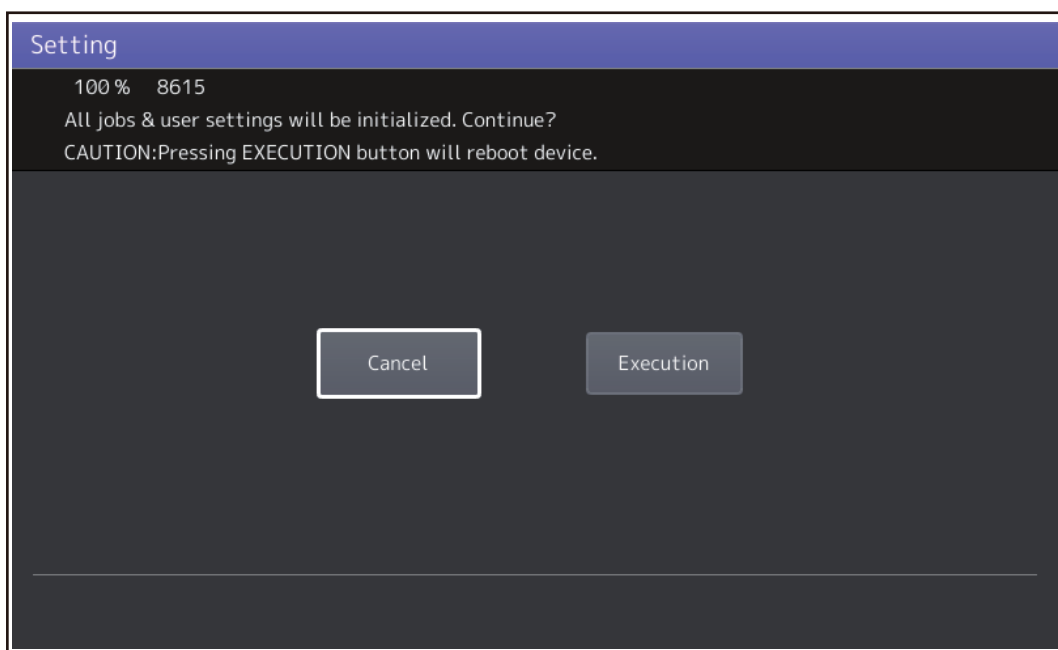 Setting
100 % 8615
All jobs & user settings will be initialized. Continue?
CAUTION:Pressing EXECUTION button will reboot device.
Cancel Execution